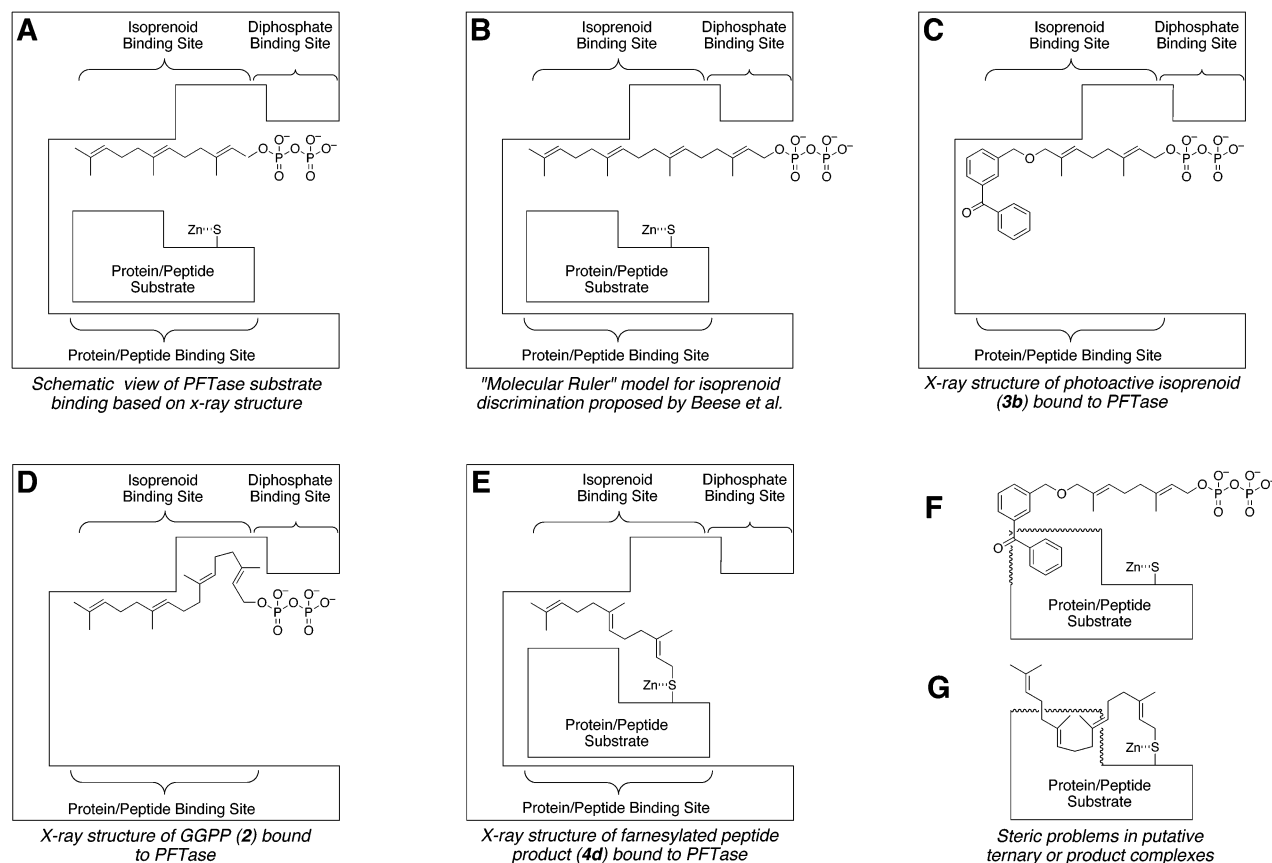 A
Isoprenoid
Binding Site
Diphosphate
Binding Site
O
P
O⁻
O
O
P
O⁻
O
O⁻
Zn···S
Protein/Peptide
Substrate
Protein/Peptide Binding Site
Schematic view of PFTase substrate
binding based on x-ray structure
B
Isoprenoid
Binding Site
Diphosphate
Binding Site
O
P
O⁻
O
O
P
O⁻
O
O⁻
Zn···S
Protein/Peptide
Substrate
Protein/Peptide Binding Site
"Molecular Ruler" model for isoprenoid
discrimination proposed by Beese et al.
C
Isoprenoid
Binding Site
Diphosphate
Binding Site
O
O
O
P
O⁻
O
O
P
O⁻
O
O⁻
Protein/Peptide Binding Site
X-ray structure of photoactive isoprenoid
(3b) bound to PFTase
D
Isoprenoid
Binding Site
Diphosphate
Binding Site
O
P
O⁻
O
O
P
O⁻
O
O⁻
Protein/Peptide Binding Site
X-ray structure of GGPP (2) bound
to PFTase
E
Isoprenoid
Binding Site
Diphosphate
Binding Site
Zn···S
Protein/Peptide
Substrate
Protein/Peptide Binding Site
X-ray structure of farnesylated peptide
product (4d) bound to PFTase
F
O
O
O
P
O⁻
O
O
P
O⁻
O
O⁻
Zn···S
Protein/Peptide
Substrate
G
Zn···S
Protein/Peptide
Substrate
Steric problems in putative
ternary or product complexes